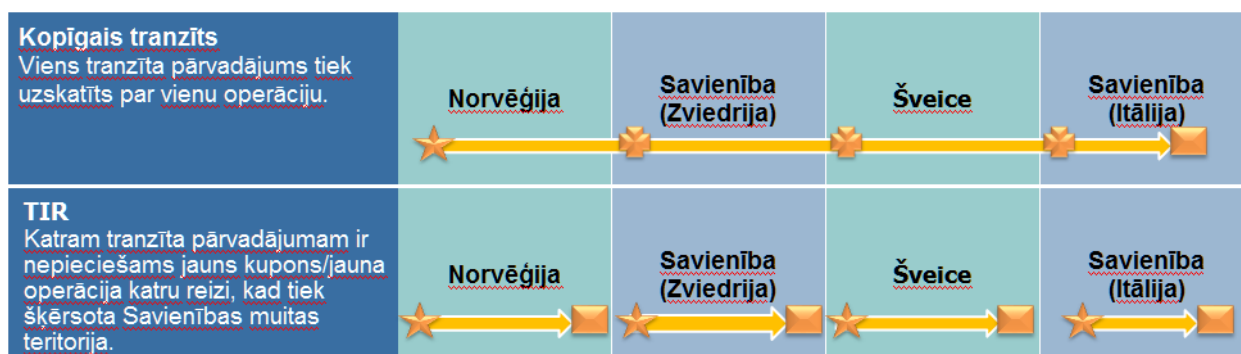 Kopīgais tranzīts
Viens tranzīta pārvadājums tiek
uzskatīts par vienu operāciju.
Norvēģija
Savienība
(Zviedrija)
Šveice
Savienība
(Itālija)
TIR
Katram tranzīta pārvadājumam ir
nepieciešams jauns kupons/jauna
operācija katru reizi, kad tiek
šķērsota Savienības muitas
teritorija.
Norvēģija
Savienība
(Zviedrija)
Šveice
Savienība
(Itālija)